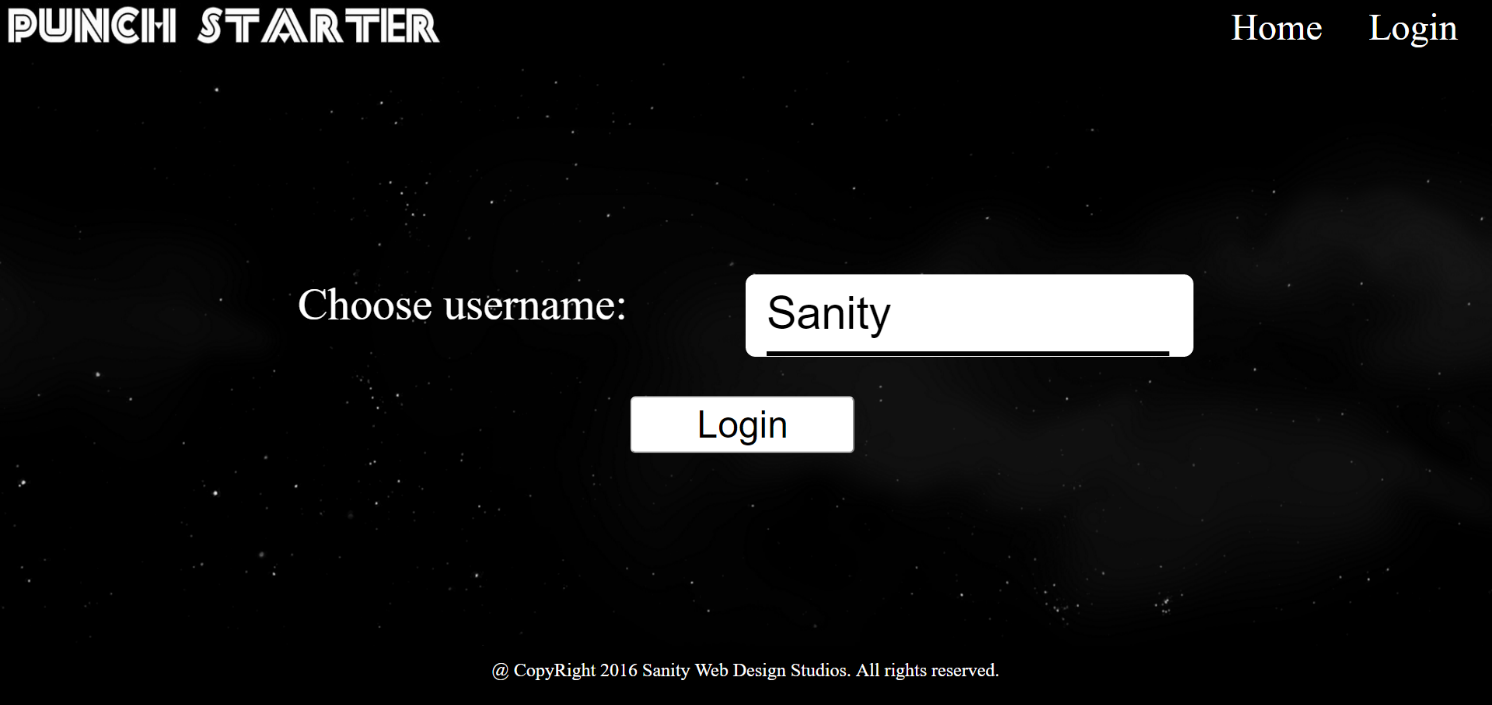 PUNCH STARTER
Home Login
Choose username: Sanity
Login
@ CopyRight 2016 Sanity Web Design Studios. All rights reserved.